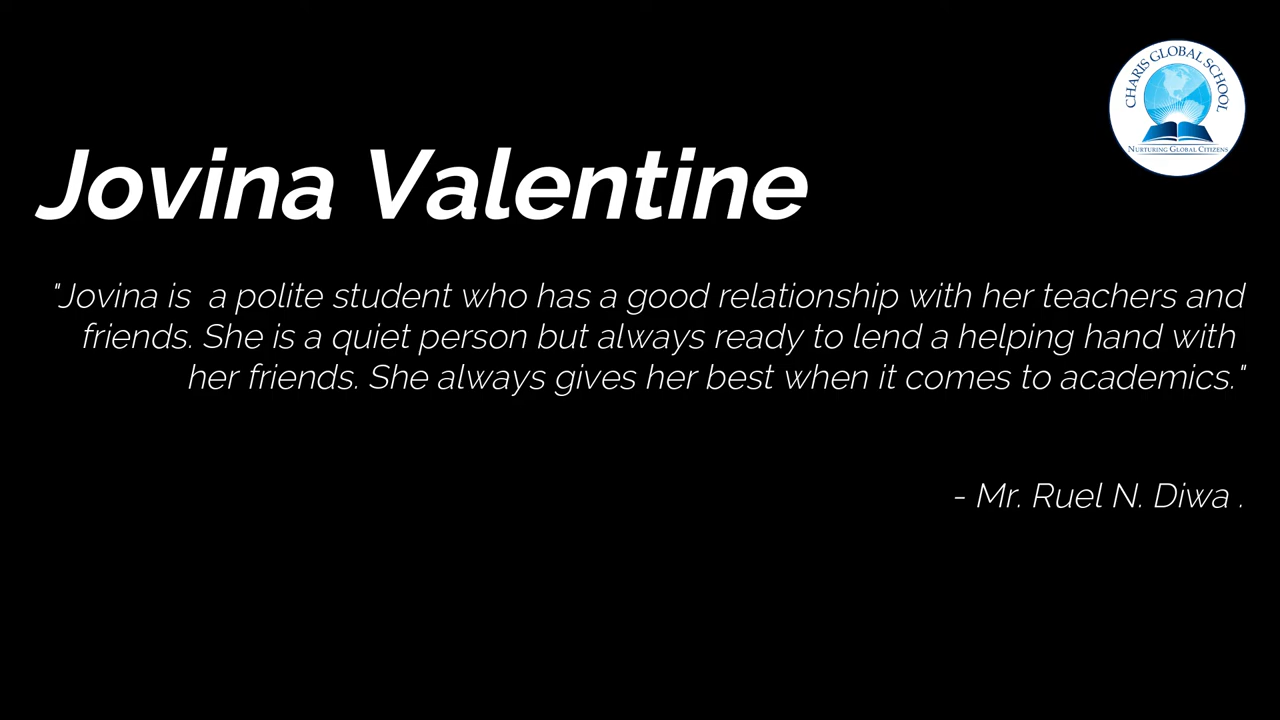 CHARIS GLOBAL SCHOOL
NURTURING GLOBAL CITIZENS
Jovina Valentine
"Jovina is  a polite student who has a good relationship with her teachers and
friends. She is a quiet person but always ready to lend a helping hand with
her friends. She always gives her best when it comes to academics."
- Mr. Ruel N. Diwa .